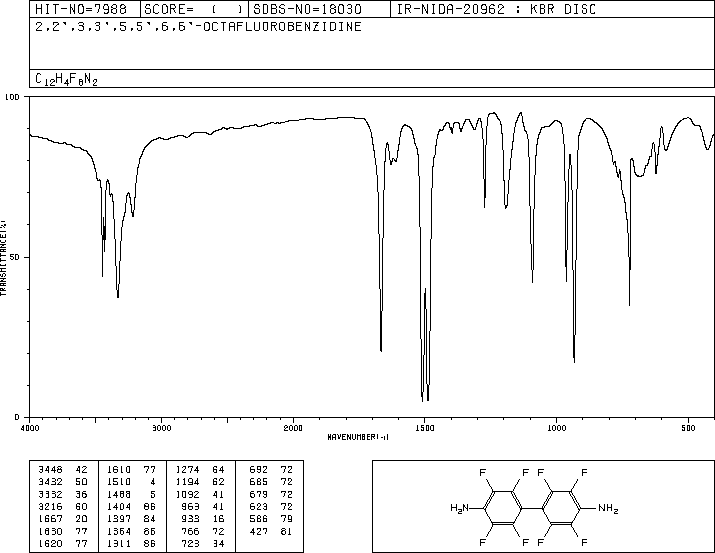 HIT-NO=7988 SCORE= ( ) SDBS-NO=18030 IR-NIDA-20962 : KBR DISC
2,2',3,3',5,5',6,6'-OCTAFLUOROBENZIDINE
C12H4F8N2
100
50
0
TRANSMITTANCE(%)
4000 3000 2000 1500 1000 500
WAVENUMBER(-1)
3448 42 1610 77 1274 64 692 72
3432 50 1510 4 1194 62 685 72
3332 36 1488 5 1092 41 679 72
3216 60 1404 86 963 41 623 72
1667 20 1397 84 933 16 586 79
1630 77 1364 86 766 72 427 81
1620 77 1311 86 723 34
F F F F
H2N NH2
F F F F